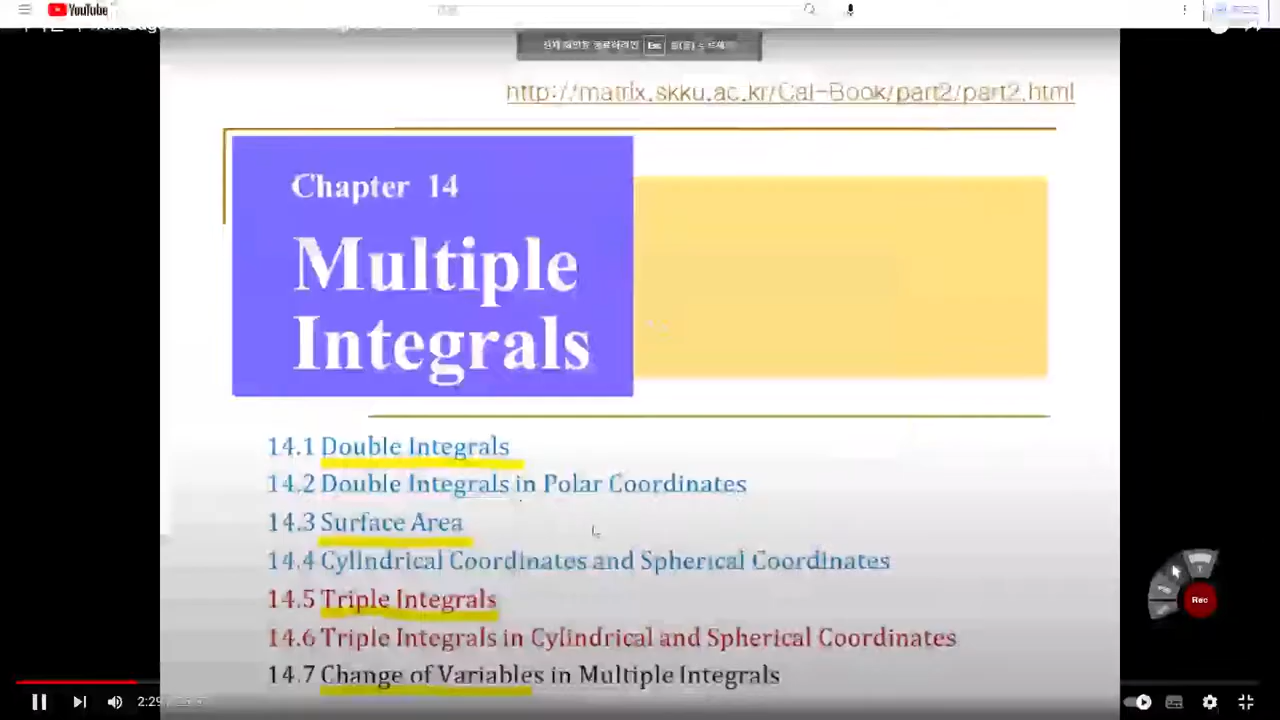 YouTube
Esc
http://matrix.skku.ac.kr/Cal-Book/part2/part2.html
Chapter 14
Multiple
Integrals
14.1 Double Integrals
14.2 Double Integrals in Polar Coordinates
14.3 Surface Area
14.4 Cylindrical Coordinates and Spherical Coordinates
14.5 Triple Integrals
14.6 Triple Integrals in Cylindrical and Spherical Coordinates
14.7 Change of Variables in Multiple Integrals
Rec
2:29